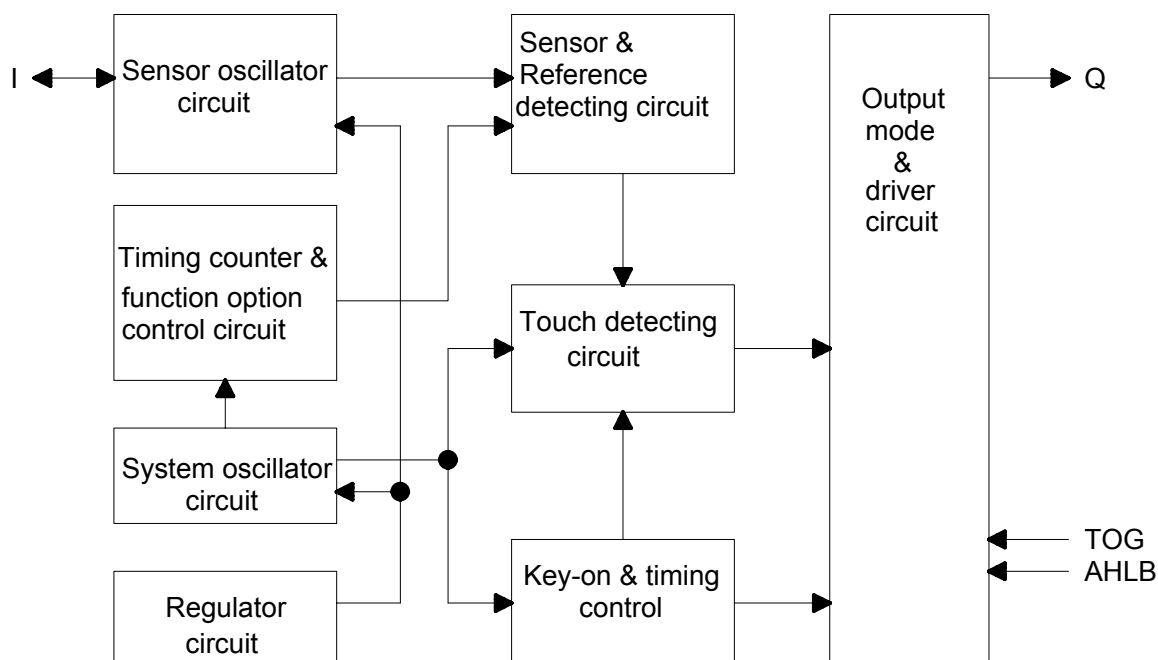 I
Sensor oscillator
circuit
Sensor &
Reference
detecting circuit
Output
mode
&
driver
circuit
Q
Timing counter &
function option
control circuit
Touch detecting
circuit
System oscillator
circuit
Key-on & timing
control
TOG
AHLB
Regulator
circuit